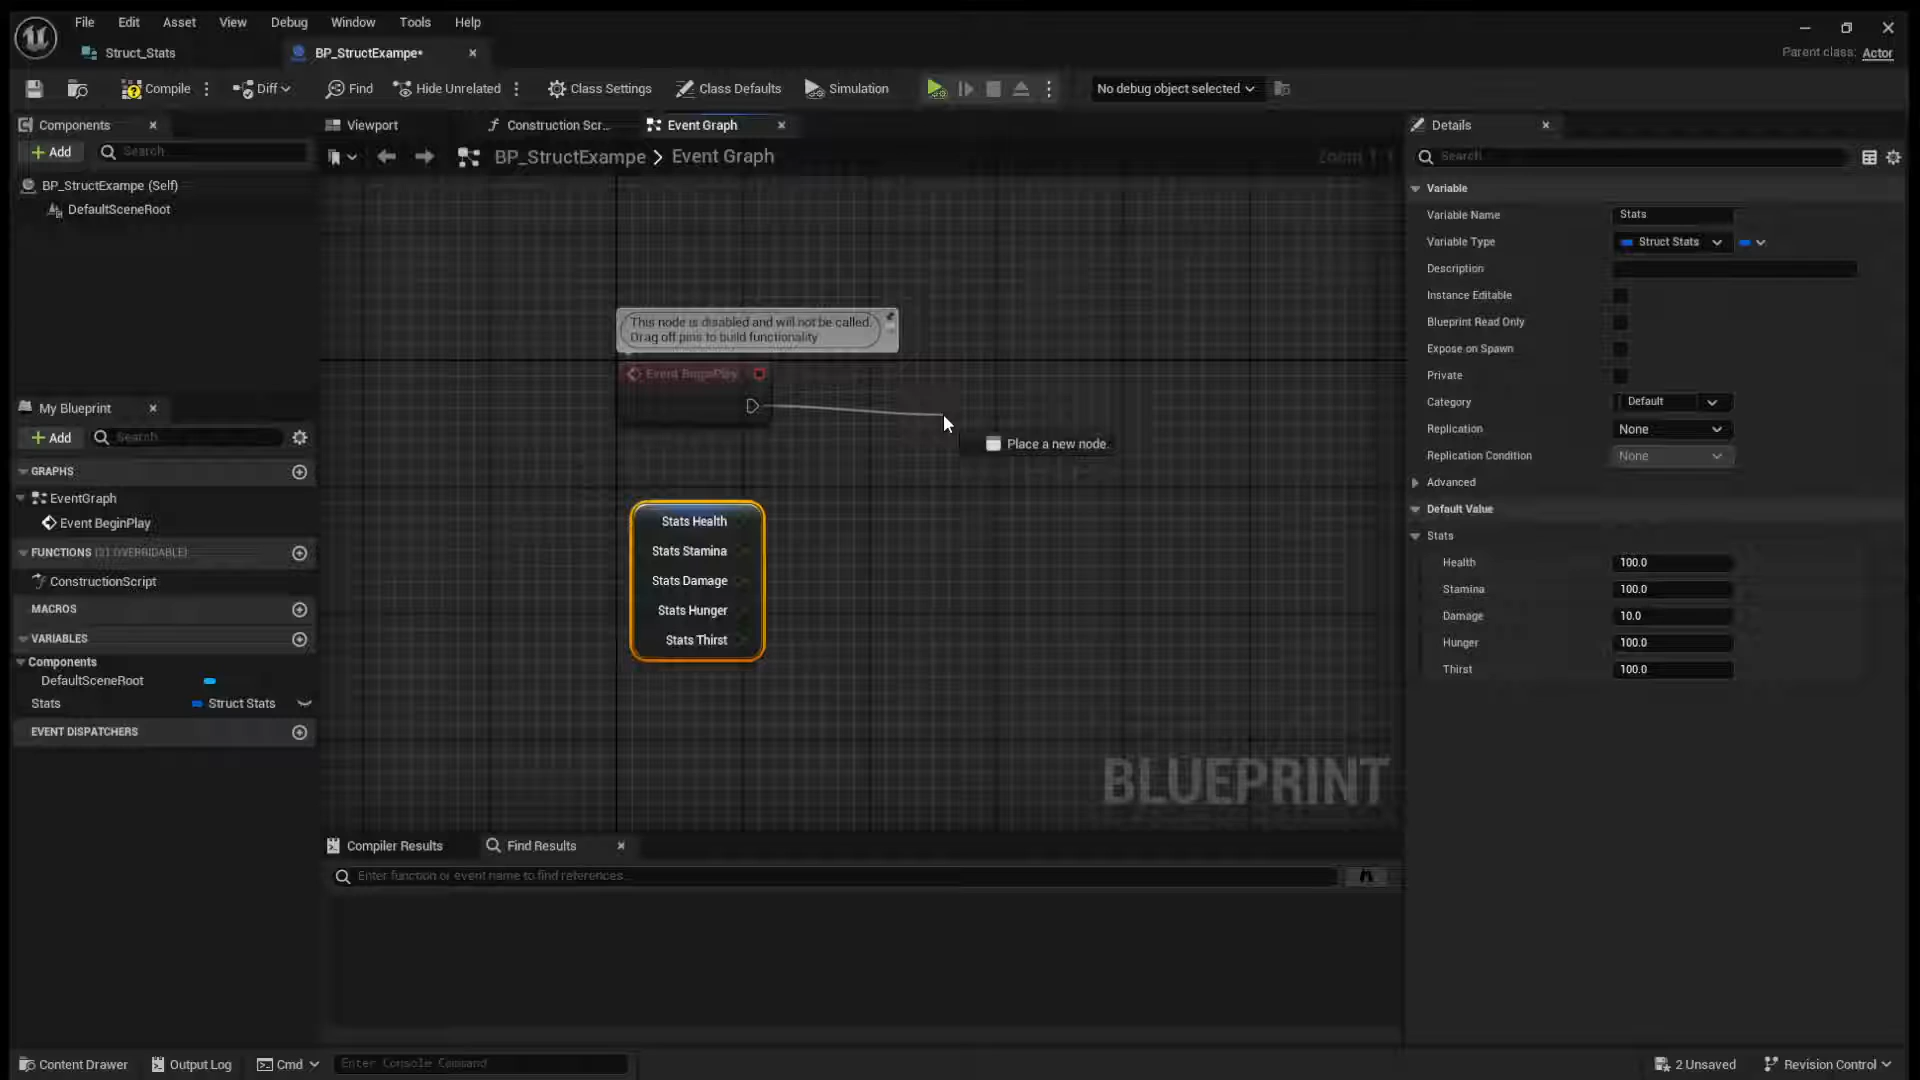 File Edit Asset View Debug Window Tools Help
Struct_Stats
BP_StructExampe*
Parent class: Actor
Compile
Diff
Find
Hide Unrelated
Class Settings
Class Defaults
Simulation
No debug object selected
Components
Add
Search
BP_StructExampe (Self)
DefaultSceneRoot
My Blueprint
Add
Search
GRAPHS
EventGraph
Event BeginPlay
FUNCTIONS (21 OVERRIDABLE)
ConstructionScript
MACROS
VARIABLES
Components
DefaultSceneRoot
Stats Struct Stats
EVENT DISPATCHERS
Viewport
Construction Scr...
Event Graph
BP_StructExampe > Event Graph
Zoom 1:1
This node is disabled and will not be called.
Drag off pins to build functionality
Event BeginPlay
Place a new node.
Stats Health
Stats Stamina
Stats Damage
Stats Hunger
Stats Thirst
BLUEPRINT
Compiler Results
Find Results
Enter function or event name to find references...
Details
Search
Variable
Variable Name Stats
Variable Type Struct Stats
Description
Instance Editable
Blueprint Read Only
Expose on Spawn
Private
Category Default
Replication None
Replication Condition None
Advanced
Default Value
Stats
Health 100.0
Stamina 100.0
Damage 10.0
Hunger 100.0
Thirst 100.0
Content Drawer
Output Log
Cmd
Enter Console Command
2 Unsaved
Revision Control